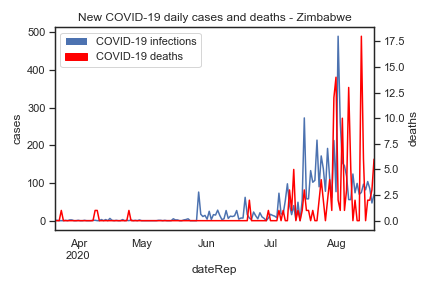 New COVID-19 daily cases and deaths - Zimbabwe
COVID-19 infections
COVID-19 deaths
500
400
300
200
100
0
cases
17.5
15.0
12.5
10.0
7.5
5.0
2.5
0.0
deaths
Apr May Jun Jul Aug
2020
dateRep